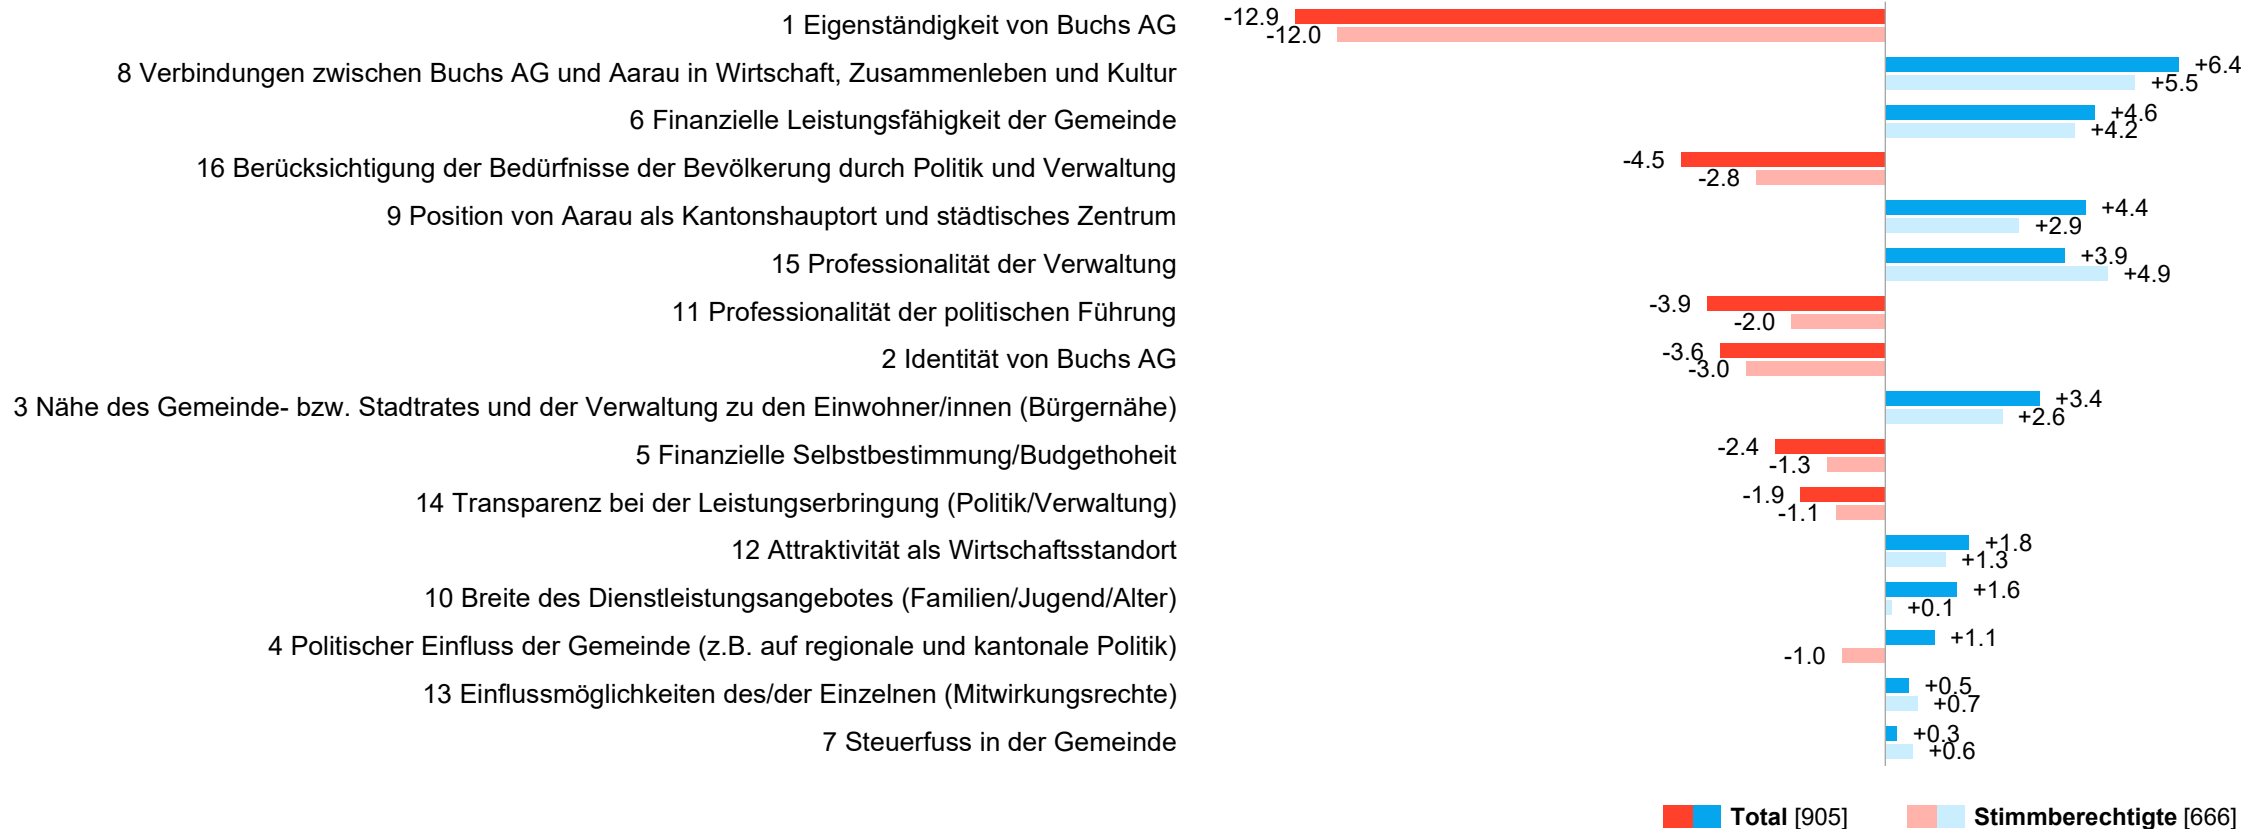 1 Eigenständigkeit von Buchs AG
-12.9
-12.0
8 Verbindungen zwischen Buchs AG und Aarau in Wirtschaft, Zusammenleben und Kultur
+6.4
+5.5
6 Finanzielle Leistungsfähigkeit der Gemeinde
+4.6
+4.2
16 Berücksichtigung der Bedürfnisse der Bevölkerung durch Politik und Verwaltung
-4.5
-2.8
9 Position von Aarau als Kantonshauptort und städtisches Zentrum
+4.4
+2.9
15 Professionalität der Verwaltung
+3.9
+4.9
11 Professionalität der politischen Führung
-3.9
-2.0
2 Identität von Buchs AG
-3.6
-3.0
3 Nähe des Gemeinde- bzw. Stadtrates und der Verwaltung zu den Einwohner/innen (Bürgernähe)
+3.4
+2.6
5 Finanzielle Selbstbestimmung/Budgethoheit
-2.4
-1.3
14 Transparenz bei der Leistungserbringung (Politik/Verwaltung)
-1.9
-1.1
12 Attraktivität als Wirtschaftsstandort
+1.8
+1.3
10 Breite des Dienstleistungsangebotes (Familien/Jugend/Alter)
+1.6
+0.1
4 Politischer Einfluss der Gemeinde (z.B. auf regionale und kantonale Politik)
+1.1
-1.0
13 Einflussmöglichkeiten des/der Einzelnen (Mitwirkungsrechte)
+0.5
+0.7
7 Steuerfuss in der Gemeinde
+0.3
+0.6
Total [905]
Stimmberechtigte [666]